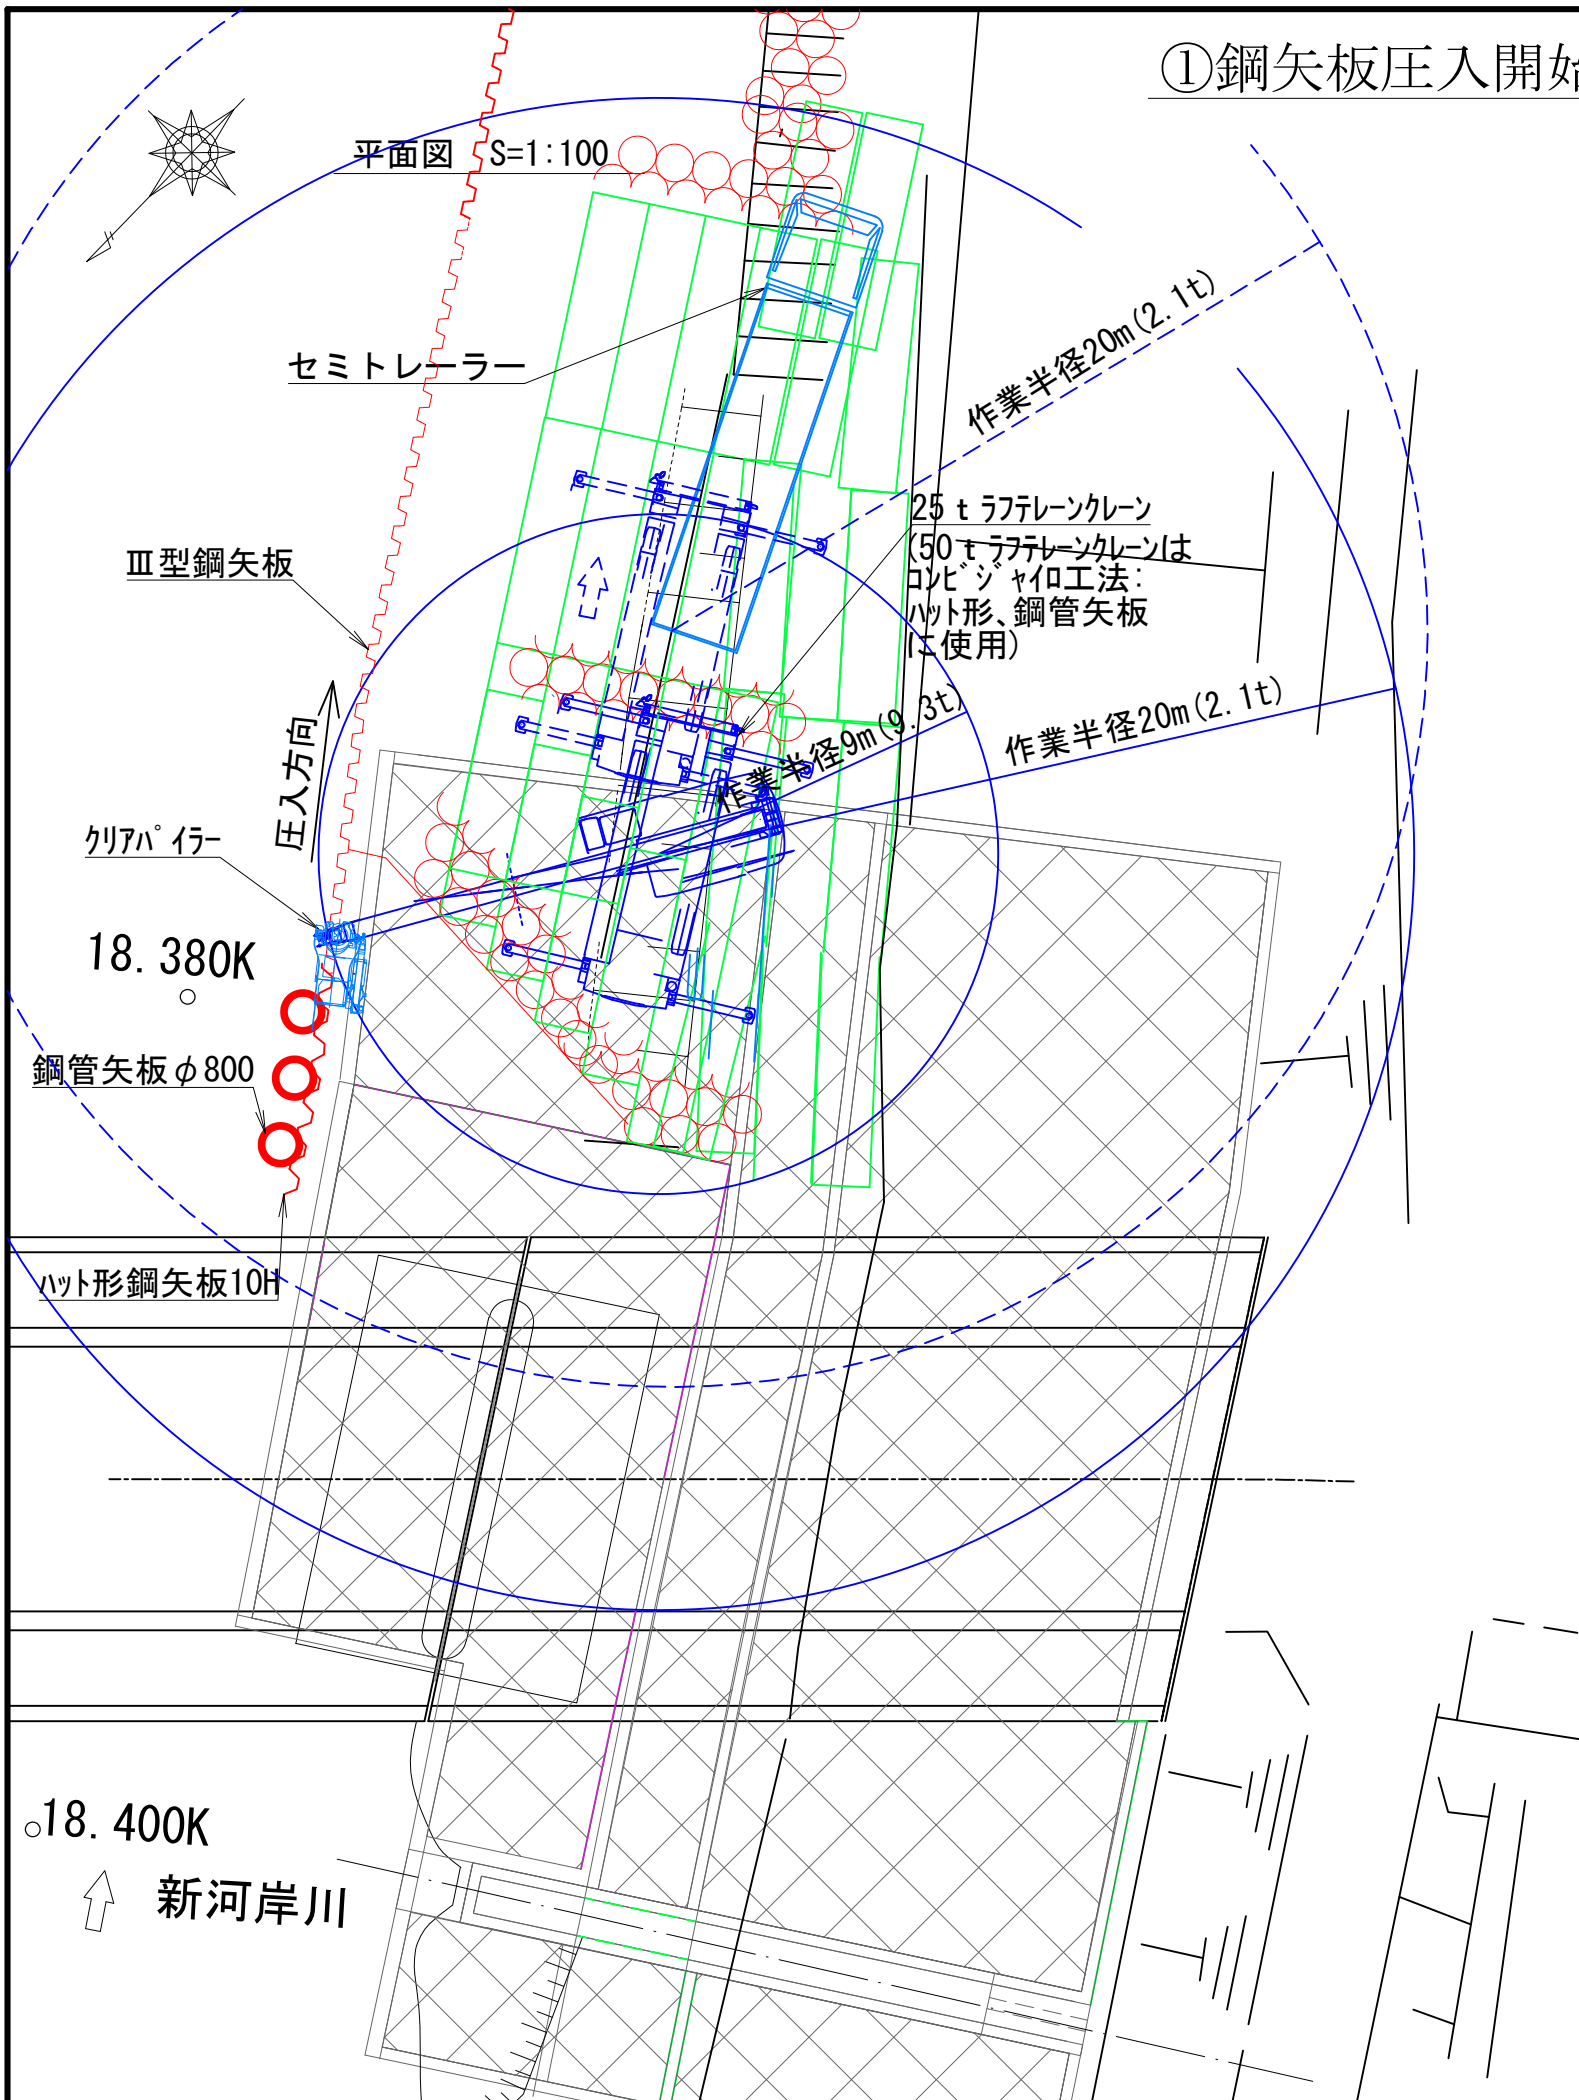 ①鋼矢板圧入開始
平面図 S=1:100
セミトレーラー
作業半径20m(2.1t)
25ｔラフテレーンクレーン
(50ｔラフテレーンクレーンは
コンビジャイロ工法：
ハット形、鋼管矢板
に使用)
Ⅲ型鋼矢板
作業半径9m(9.3t)
作業半径20m(2.1t)
圧入方向
クリアパイラー
18.380K
鋼管矢板φ800
ハット形鋼矢板10H
18.400K
新河岸川